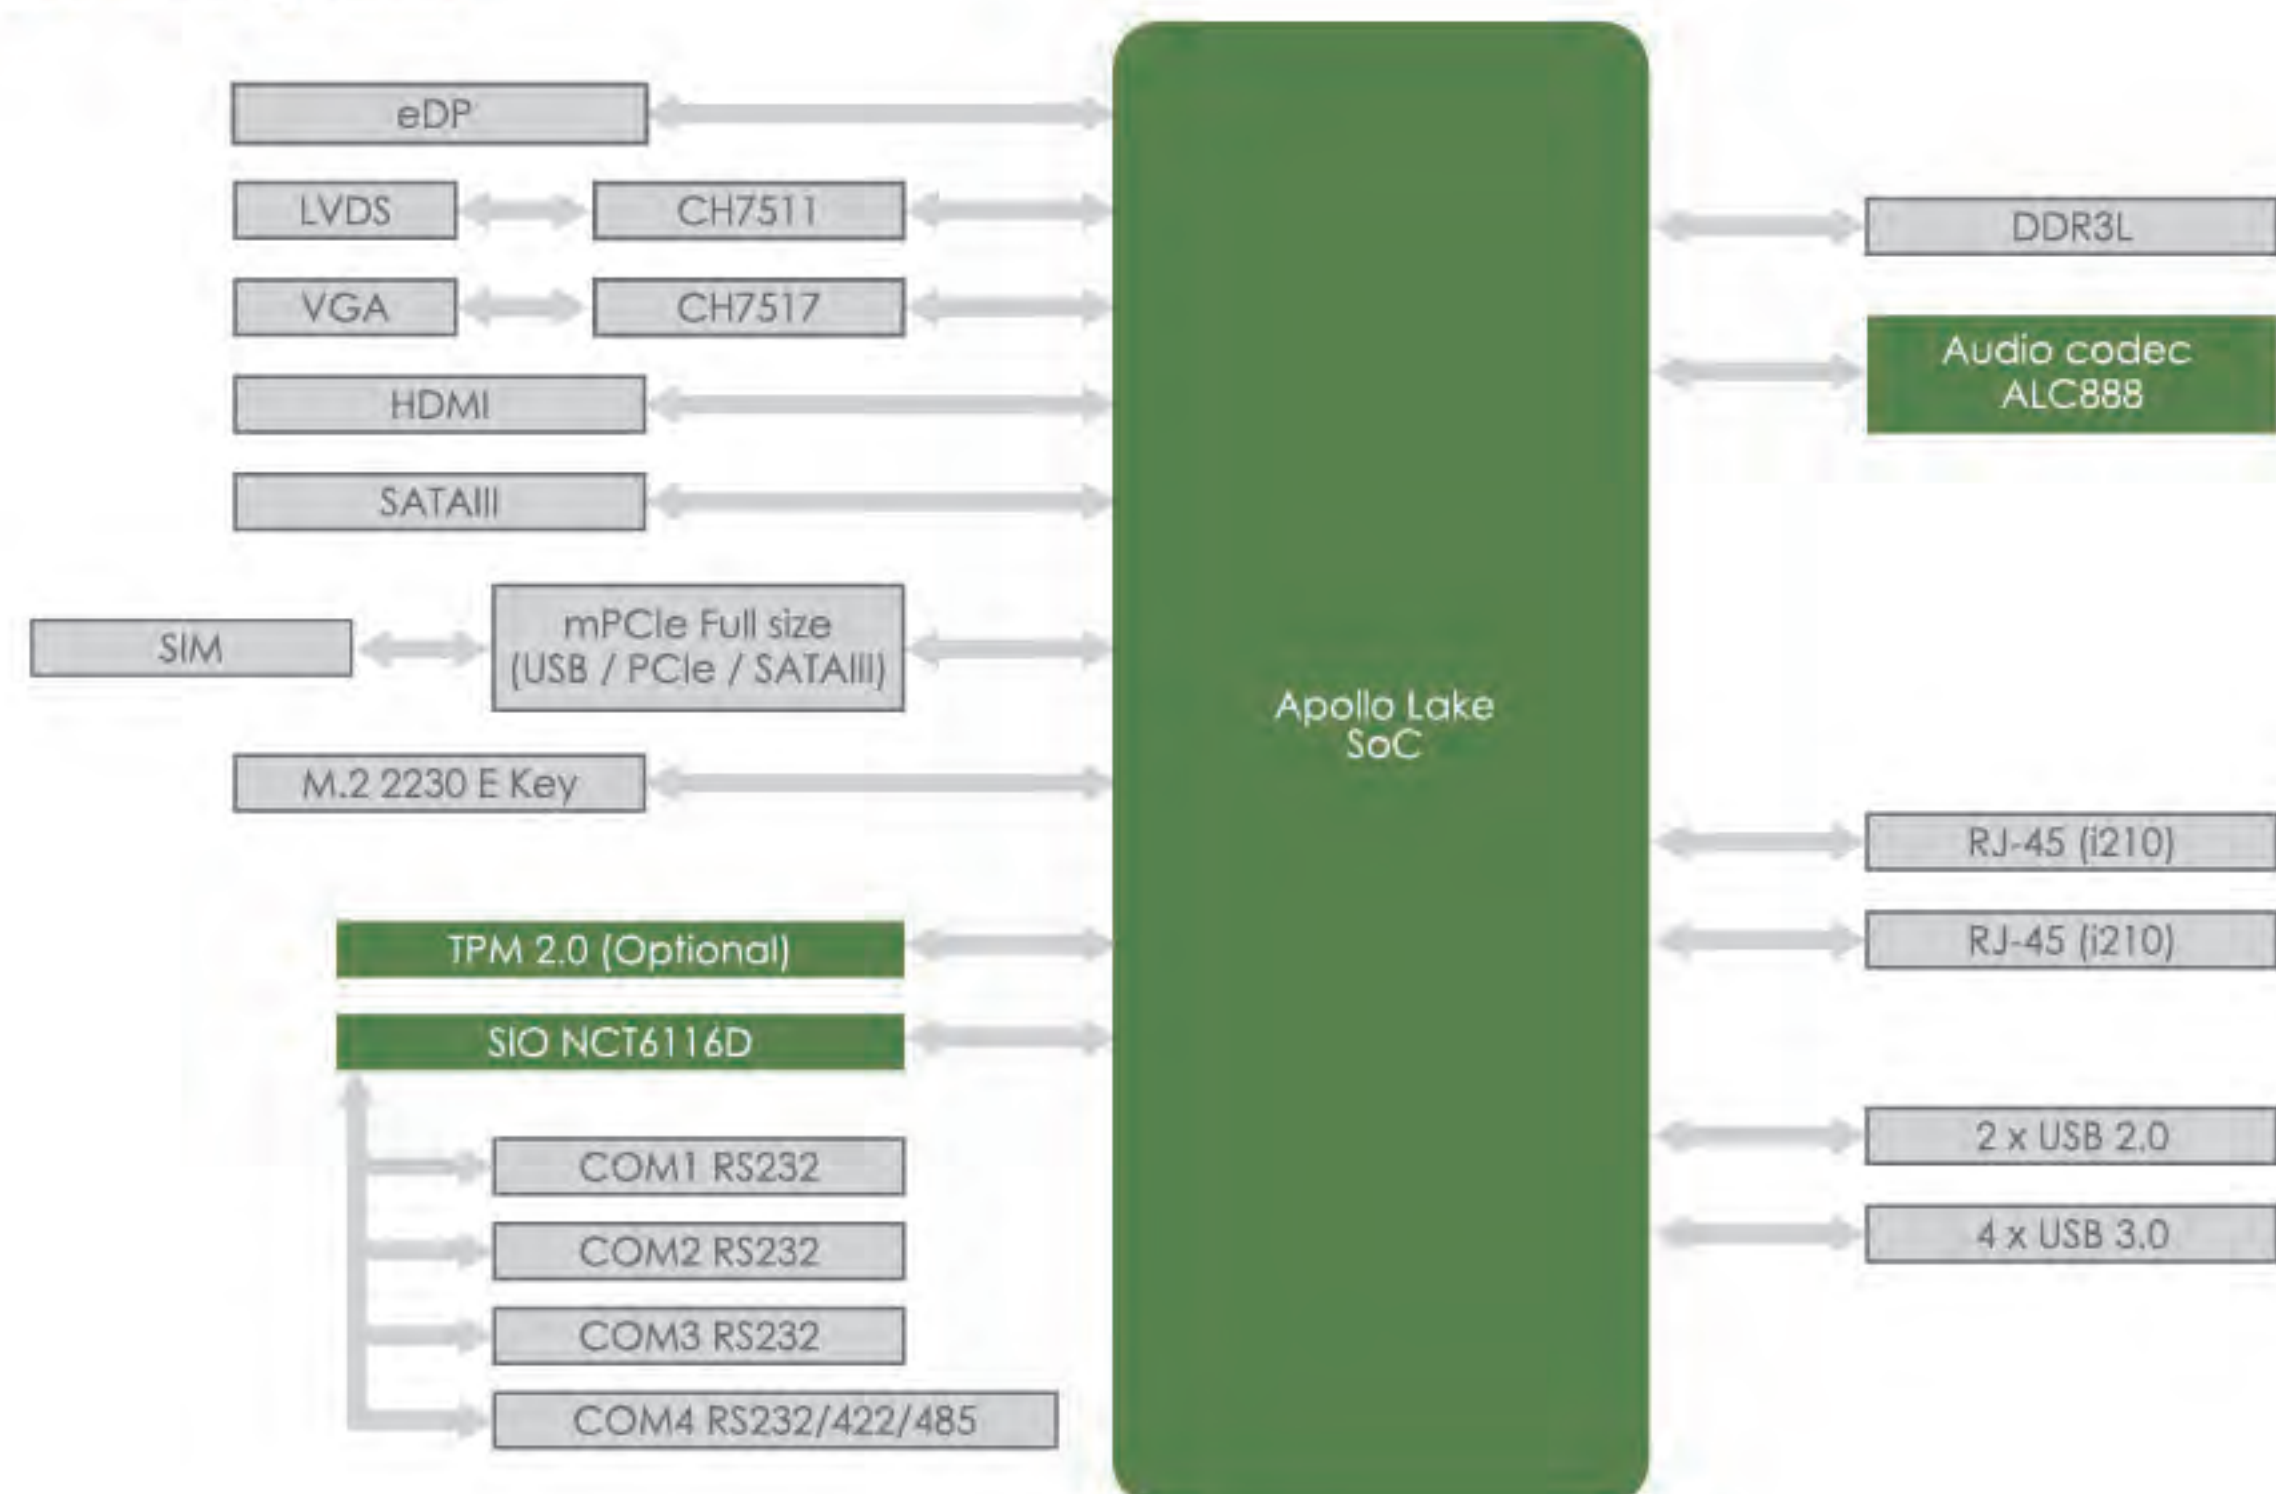 eDP
LVDS
CH7511
VGA
CH7517
HDMI
SATAIII
SIM
mPCIe Full size
(USB / PCIe / SATAIII)
M.2 2230 E Key
TPM 2.0 (Optional)
SIO NCT6116D
COM1 RS232
COM2 RS232
COM3 RS232
COM4 RS232/422/485
Apollo Lake
SoC
DDR3L
Audio codec
ALC888
RJ-45 (i210)
RJ-45 (i210)
2 x USB 2.0
4 x USB 3.0